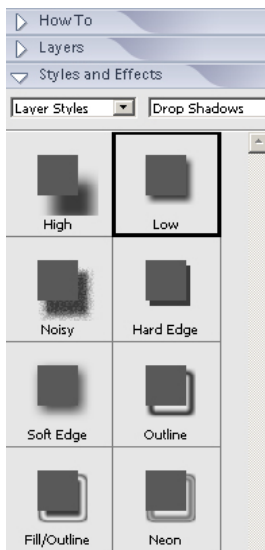 How To
Layers
Styles and Effects
Layer Styles Drop Shadows
High Low
Noisy Hard Edge
Soft Edge Outline
Fill/Outline Neon